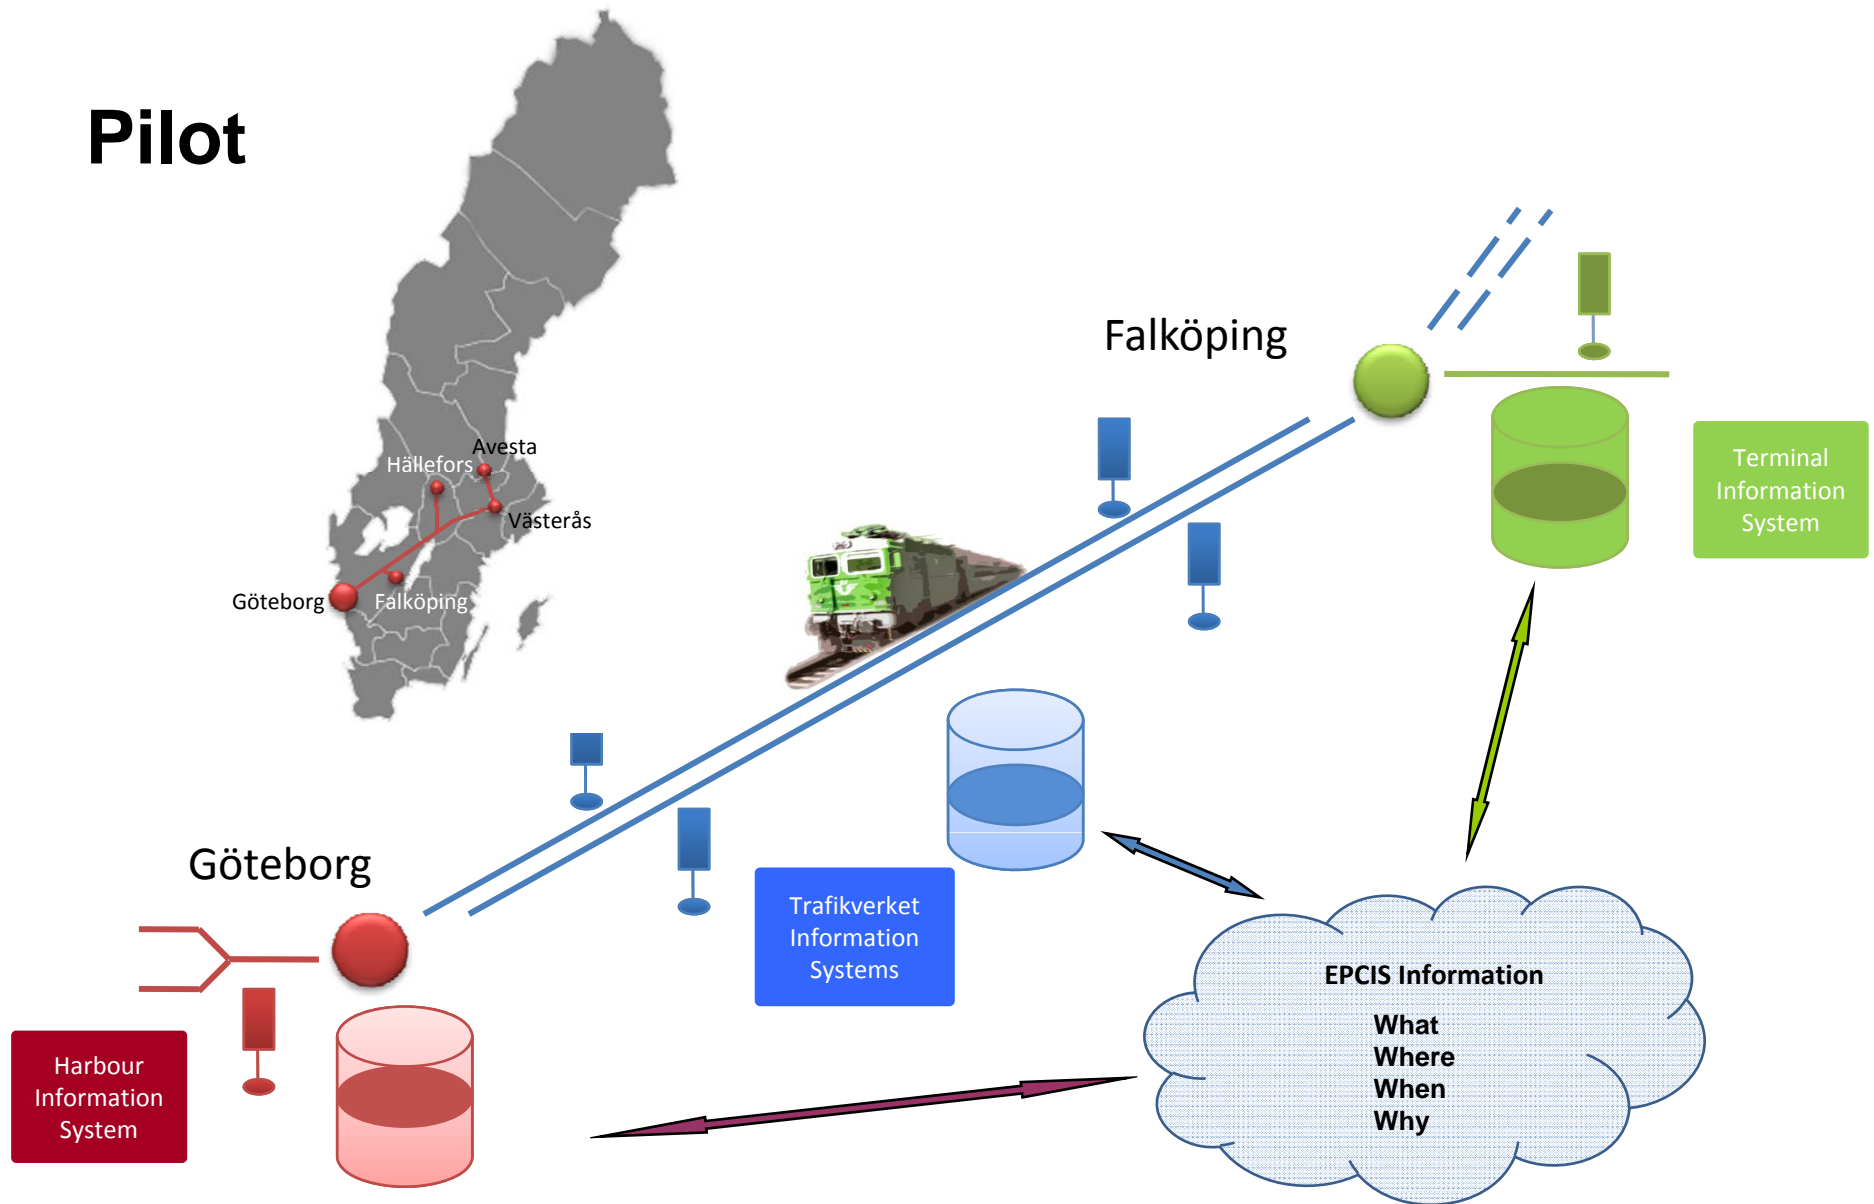 Pilot
Avesta
Hällefors
Västerås
Göteborg
Falköping
Falköping
Terminal
Information
System
Göteborg
Trafikverket
Information
Systems
Harbour
Information
System
EPCIS Information
What
Where
When
Why